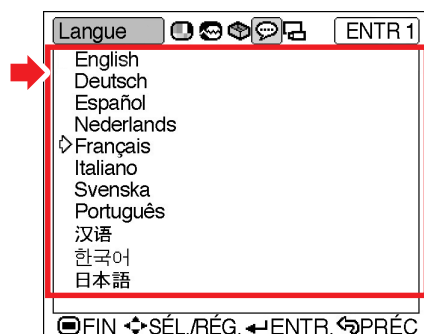 Langue ENTR 1
English
Deutsch
Español
Nederlands
Français
Italiano
Svenska
Português
汉语
한국어
日本語
FIN SÉL./RÉG. ENTR. PRÉC